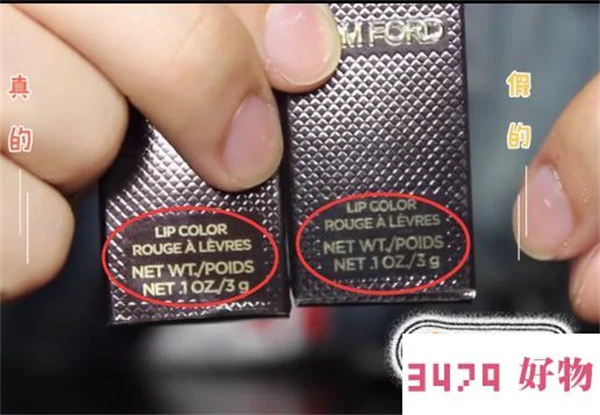 真的
假的
M FORD
LIP COLOR
ROUGE À LÈVRES
NET WT./POIDS
NET .1 OZ./3 g
LIP COLOR
ROUGE À LÈVRES
NET WT./POIDS
NET .1 OZ./3 g
3479 好物